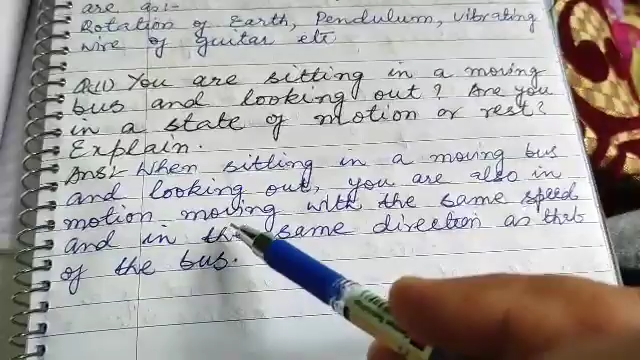 are as:-
Rotation of Earth, Pendulum, vibrating
wire of guitar etc
Q(11) You are sitting in a moving
bus and looking out? Are you
in a state of motion or rest?
Explain.
Ans:- When sitting in a moving bus
and looking out, you are also in
motion moving with the same speed
and in the same direction as that
of the bus.